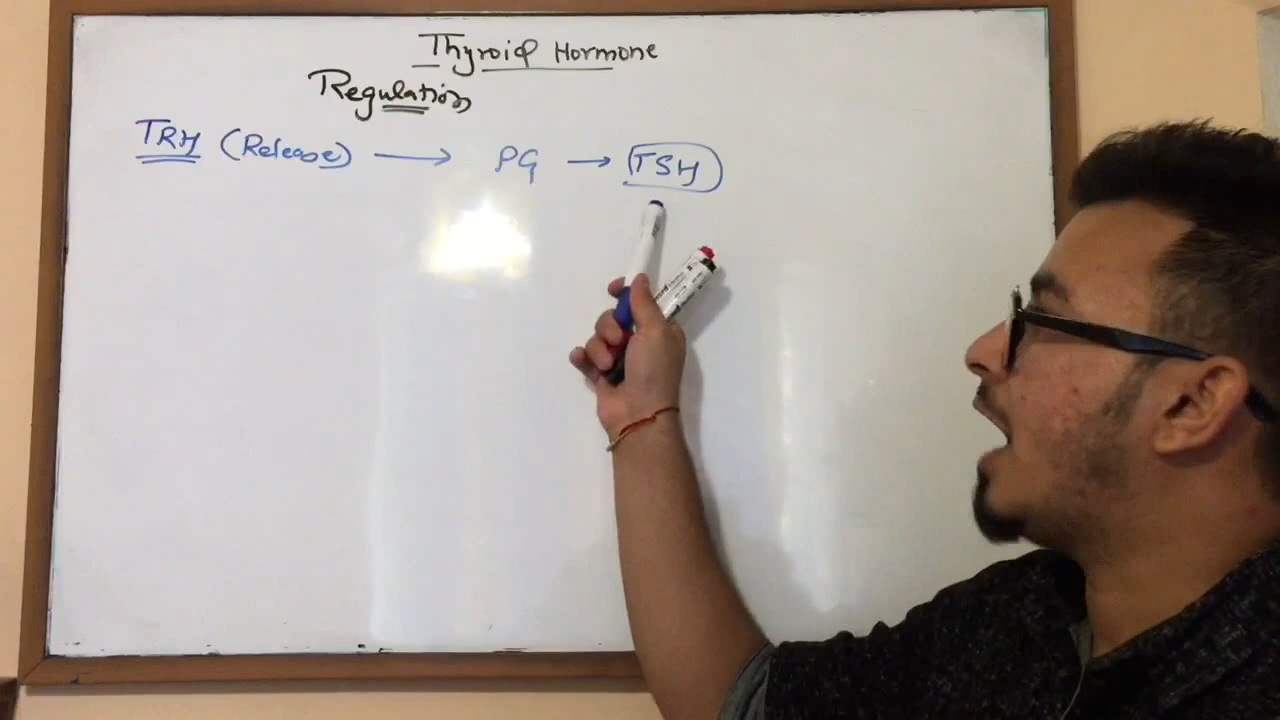 Thyroid Hormone
Regulation
TRH (Release) → PG → TSH